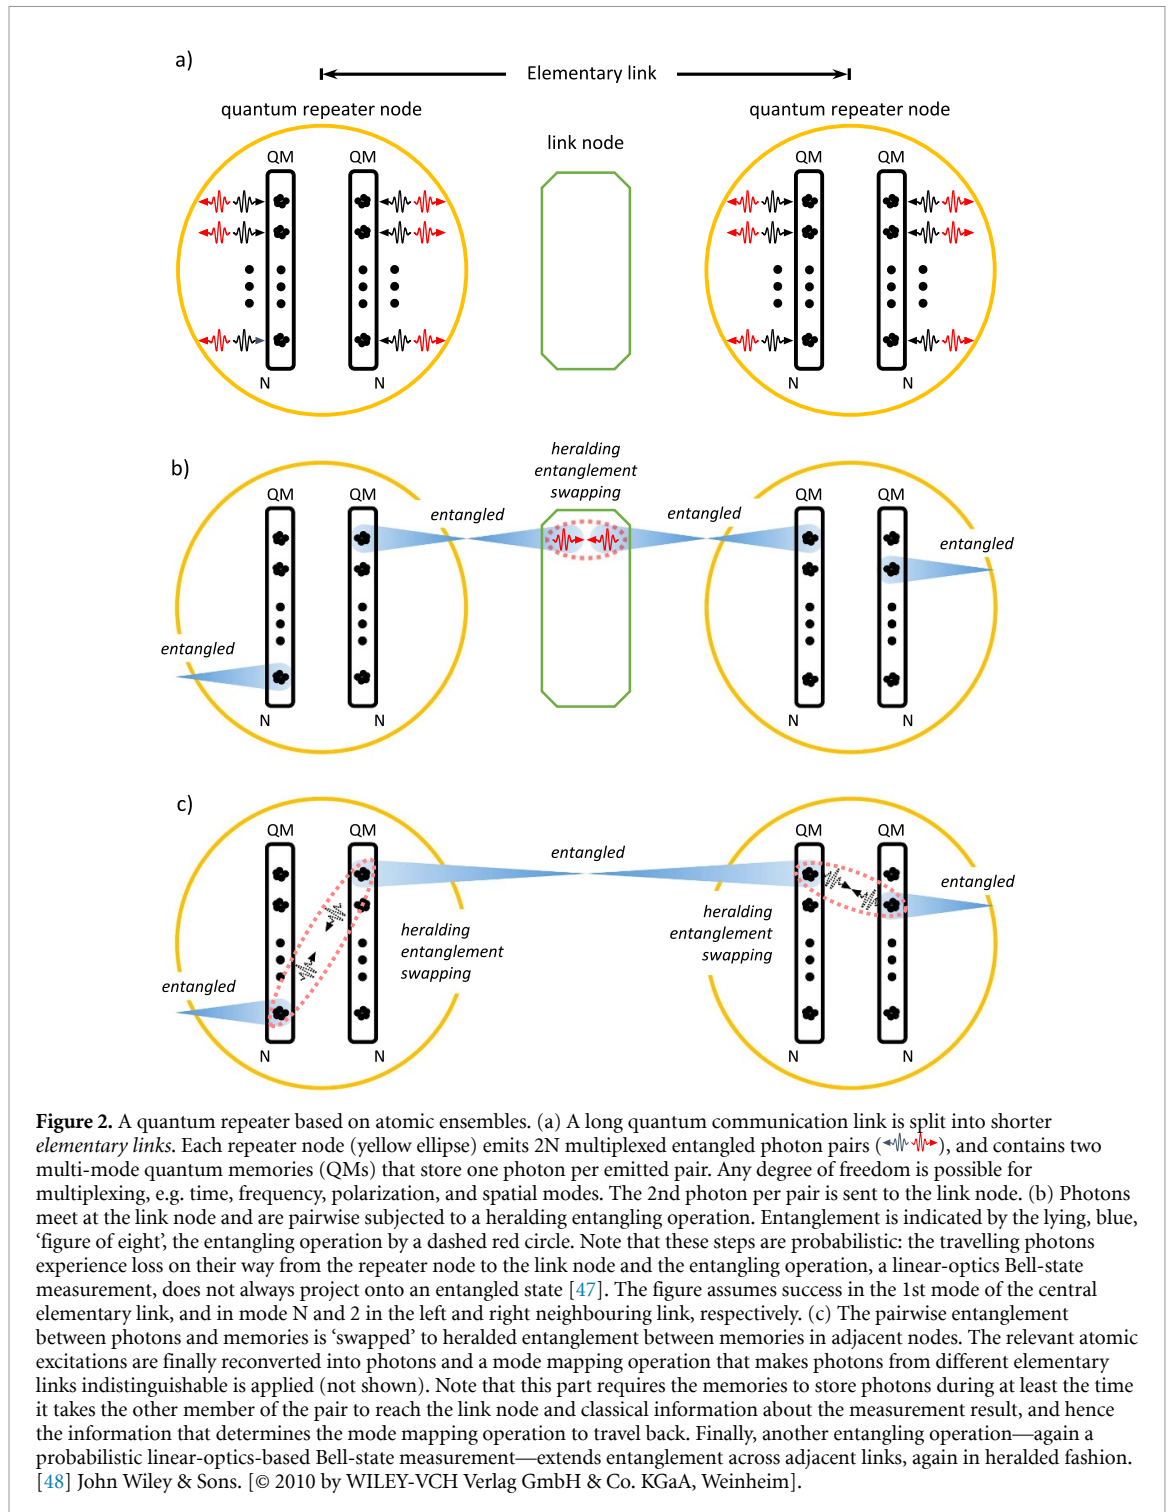 a)
Elementary link
quantum repeater node
quantum repeater node
link node
QM
QM
QM
QM
N
N
N
N
b)
heralding
entanglement
swapping
QM
QM
QM
QM
entangled
entangled
entangled
entangled
N
N
N
N
c)
QM
QM
QM
QM
entangled
entangled
heralding
entanglement
swapping
heralding
entanglement
swapping
entangled
N
N
N
N
Figure 2. A quantum repeater based on atomic ensembles. (a) A long quantum communication link is split into shorter
elementary links. Each repeater node (yellow ellipse) emits 2N multiplexed entangled photon pairs ( ), and contains two
multi-mode quantum memories (QMs) that store one photon per emitted pair. Any degree of freedom is possible for
multiplexing, e.g. time, frequency, polarization, and spatial modes. The 2nd photon per pair is sent to the link node. (b) Photons
meet at the link node and are pairwise subjected to a heralding entangling operation. Entanglement is indicated by the lying, blue,
‘figure of eight’, the entangling operation by a dashed red circle. Note that these steps are probabilistic: the travelling photons
experience loss on their way from the repeater node to the link node and the entangling operation, a linear-optics Bell-state
measurement, does not always project onto an entangled state [47]. The figure assumes success in the 1st mode of the central
elementary link, and in mode N and 2 in the left and right neighbouring link, respectively. (c) The pairwise entanglement
between photons and memories is ‘swapped’ to heralded entanglement between memories in adjacent nodes. The relevant atomic
excitations are finally reconverted into photons and a mode mapping operation that makes photons from different elementary
links indistinguishable is applied (not shown). Note that this part requires the memories to store photons during at least the time
it takes the other member of the pair to reach the link node and classical information about the measurement result, and hence
the information that determines the mode mapping operation to travel back. Finally, another entangling operation—again a
probabilistic linear-optics-based Bell-state measurement—extends entanglement across adjacent links, again in heralded fashion.
[48] John Wiley & Sons. [© 2010 by WILEY-VCH Verlag GmbH & Co. KGaA, Weinheim].